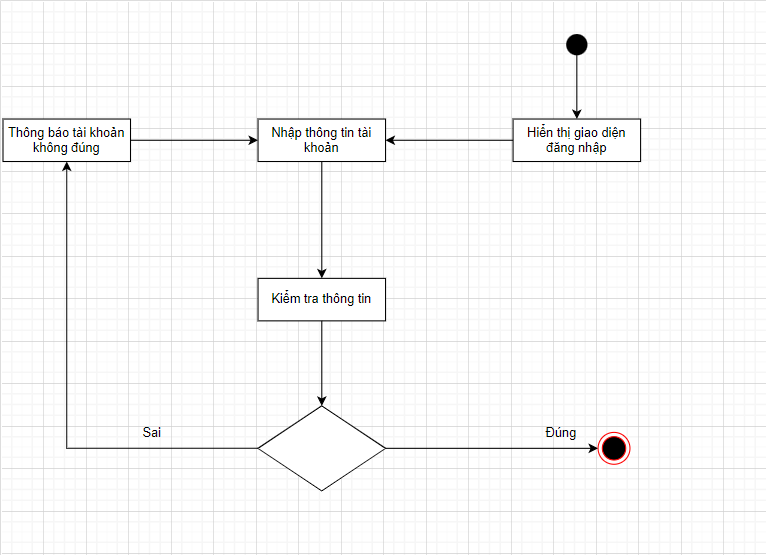 Thông báo tài khoản
không đúng
Nhập thông tin tài
khoản
Hiển thị giao diện
đăng nhập
Kiểm tra thông tin
Sai
Đúng